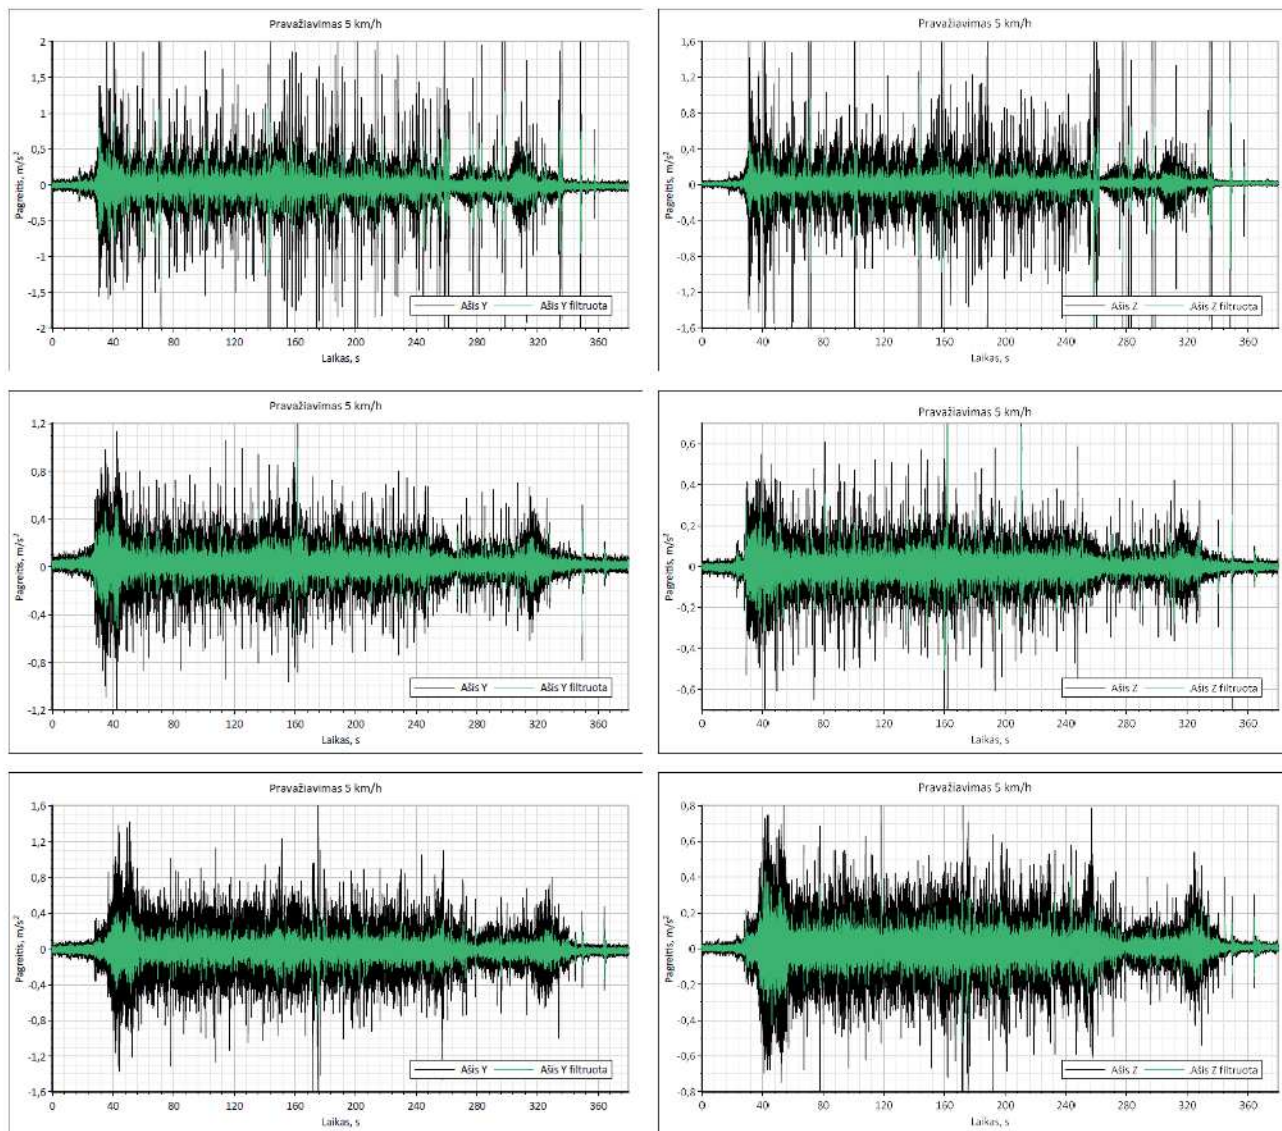 Pravažiavimas 5 km/h
Pagreitis, m/s²
2
1,5
1
0,5
0
-0,5
-1
-1,5
-2
Ašis Y
Ašis Y filtruota
0 40 80 120 160 200 240 280 320 360
Laikas, s
Pravažiavimas 5 km/h
Pagreitis, m/s²
1,6
1,2
0,8
0,4
0
-0,4
-0,8
-1,2
-1,6
Ašis Z
Ašis Z filtruota
0 40 80 120 160 200 240 280 320 360
Laikas, s
Pravažiavimas 5 km/h
Pagreitis, m/s²
1,2
0,8
0,4
0
-0,4
-0,8
-1,2
Ašis Y
Ašis Y filtruota
0 40 80 120 160 200 240 280 320 360
Laikas, s
Pravažiavimas 5 km/h
Pagreitis, m/s²
0,6
0,4
0,2
0
-0,2
-0,4
-0,6
Ašis Z
Ašis Z filtruota
0 40 80 120 160 200 240 280 320 360
Laikas, s
Pravažiavimas 5 km/h
Pagreitis, m/s²
1,6
1,2
0,8
0,4
0
-0,4
-0,8
-1,2
-1,6
Ašis Y
Ašis Y filtruota
0 40 80 120 160 200 240 280 320 360
Laikas, s
Pravažiavimas 5 km/h
Pagreitis, m/s²
0,8
0,6
0,4
0,2
0
-0,2
-0,4
-0,6
-0,8
Ašis Z
Ašis Z filtruota
0 40 80 120 160 200 240 280 320 360
Laikas, s